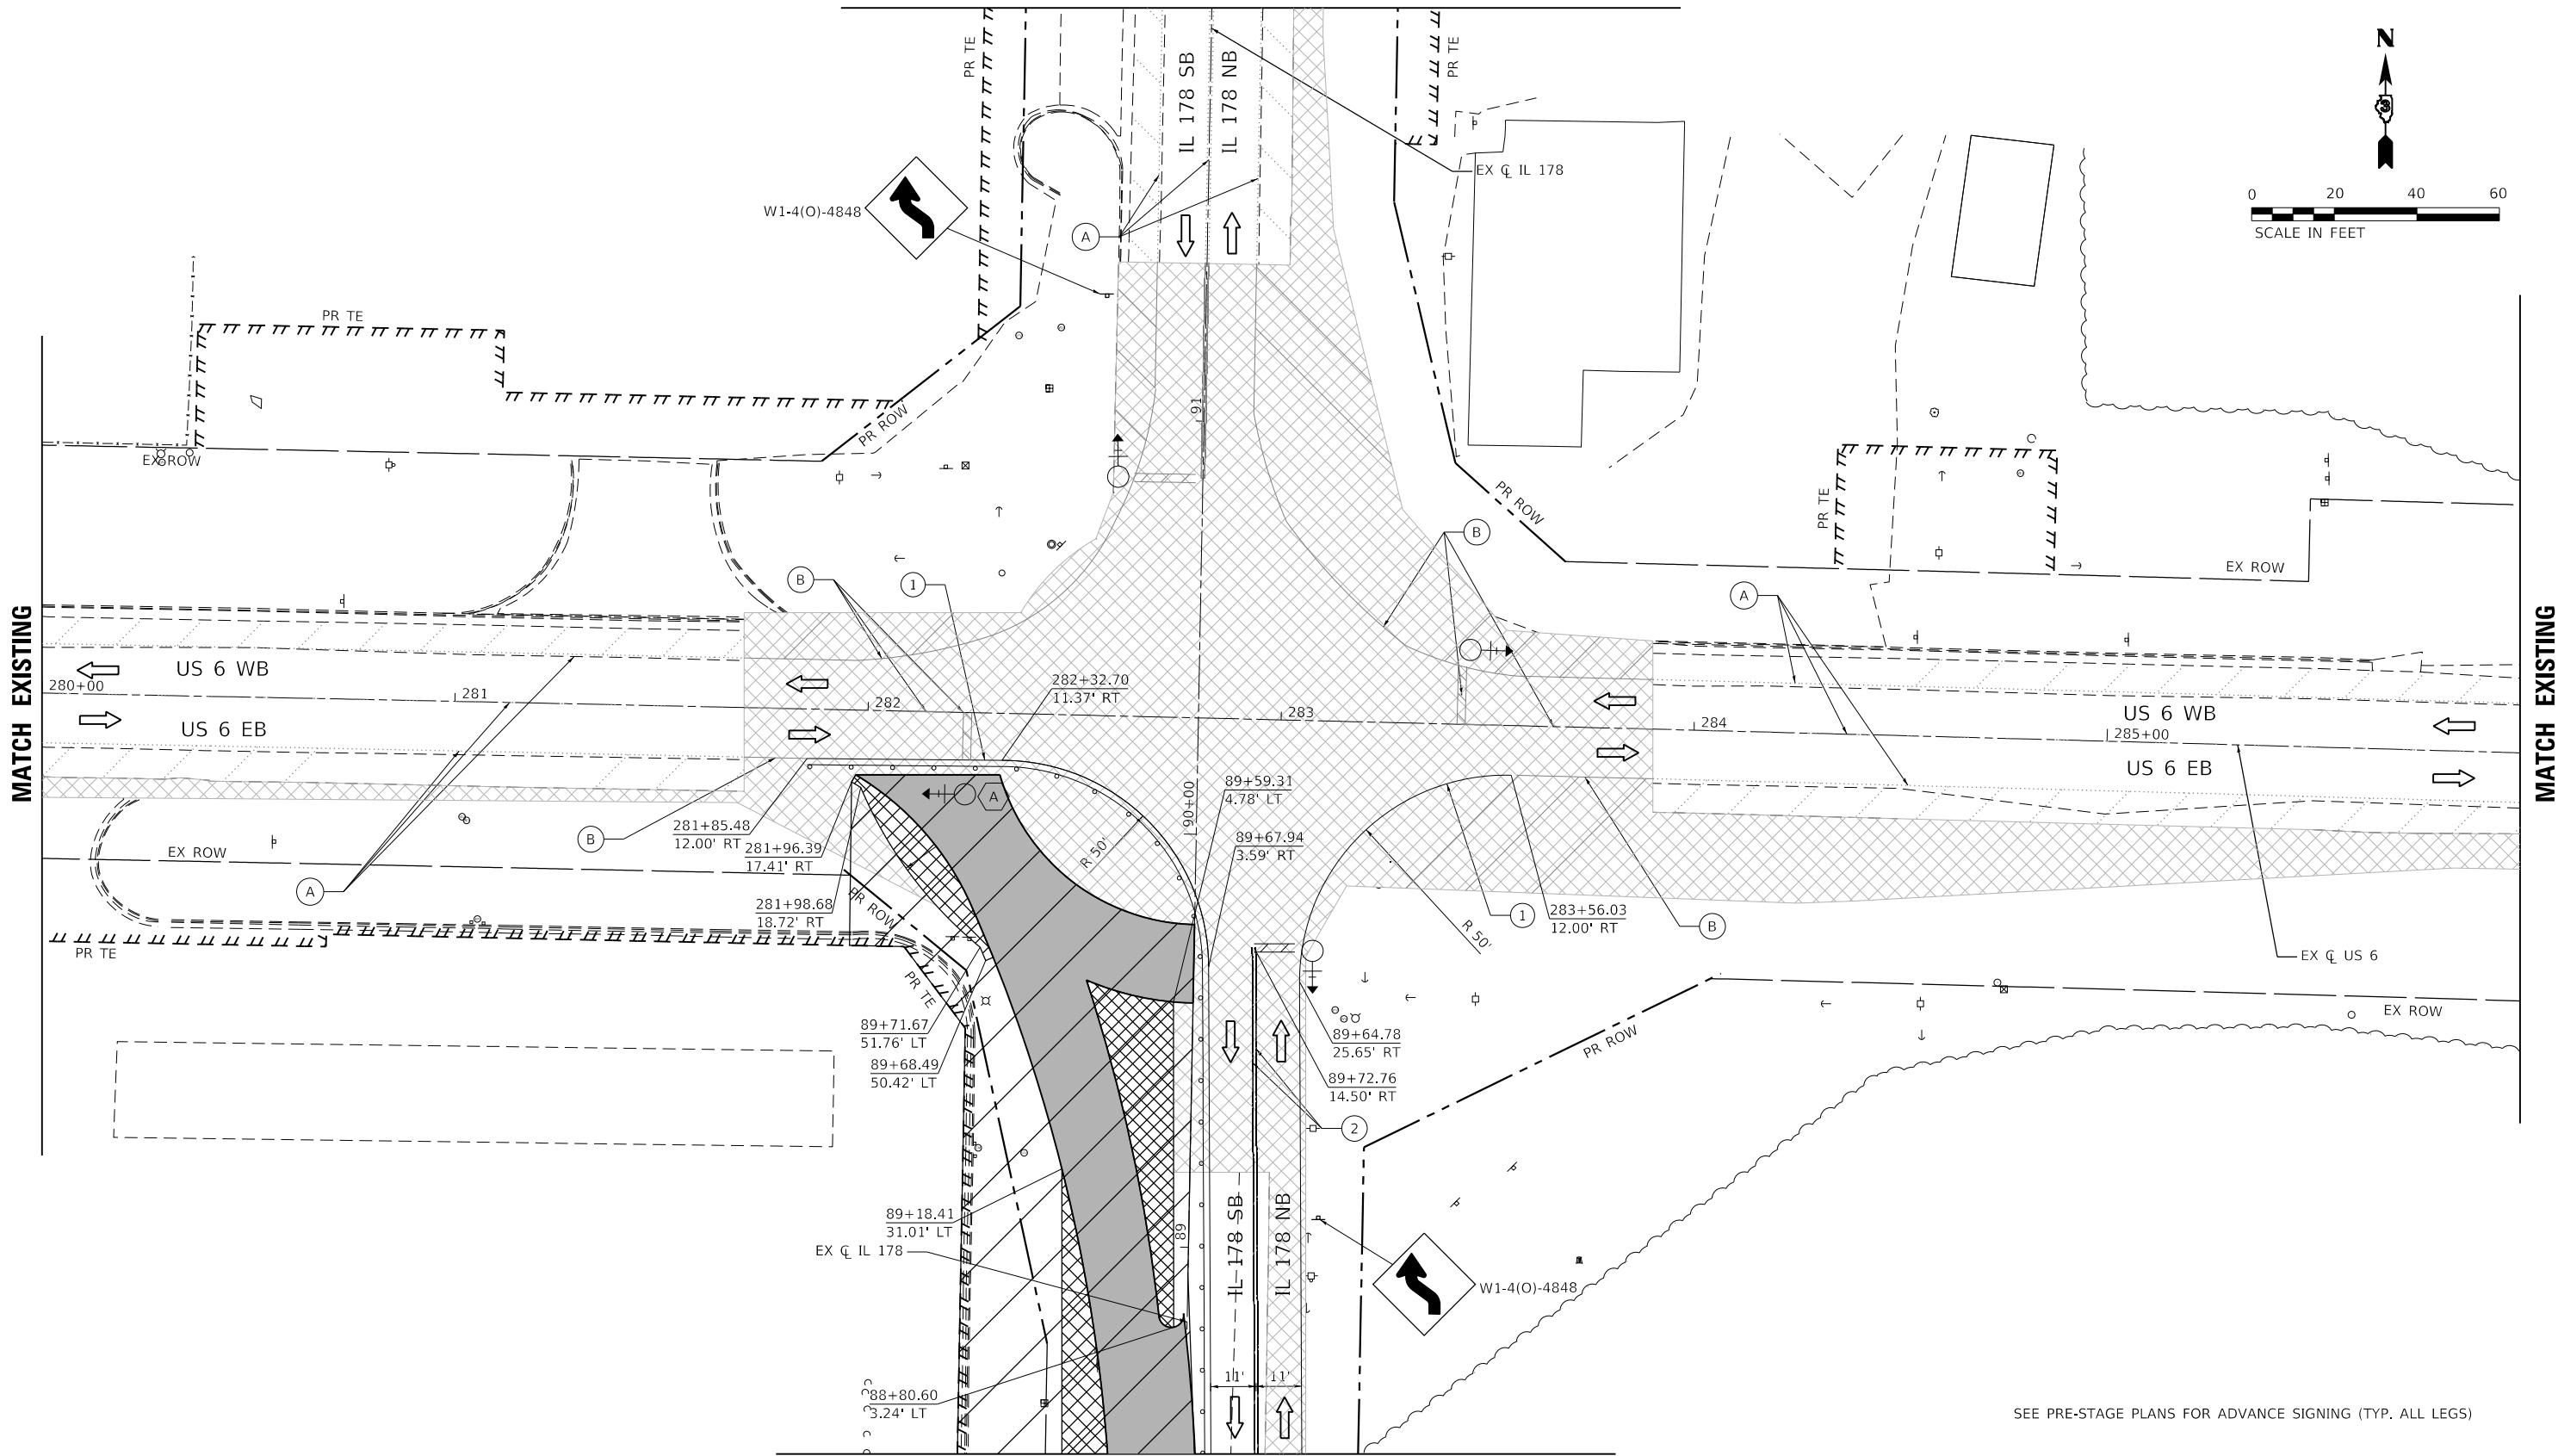 PR TE
IL 178 SB
IL 178 NB
PR TE
N
3
0 20 40 60
SCALE IN FEET
EX ℄ IL 178
W1-4(O)-4848
A
PR TE
91
PR ROW
EX ROW
PR ROW
PR TE
B
EX ROW
B
1
A
MATCH EXISTING
US 6 WB
280+00
281
282
282+32.70
11.37' RT
283
284
US 6 WB
285+00
US 6 EB
US 6 EB
MATCH EXISTING
A
90+00
89+59.31
4.78' LT
281+85.48
12.00' RT
B
281+96.39
17.41' RT
R 50'
89+67.94
3.59' RT
EX ROW
A
281+98.68
18.72' RT
PR ROW
R 50'
1
283+56.03
12.00' RT
B
PR TE
PR TE
EX ℄ US 6
EX ROW
89+71.67
51.76' LT
89+64.78
25.65' RT
PR ROW
89+68.49
50.42' LT
89+72.76
14.50' RT
2
89+18.41
31.01' LT
89
IL 178 SB
IL 178 NB
EX ℄ IL 178
W1-4(O)-4848
11' 11'
88+80.60
3.24' LT
SEE PRE-STAGE PLANS FOR ADVANCE SIGNING (TYP. ALL LEGS)